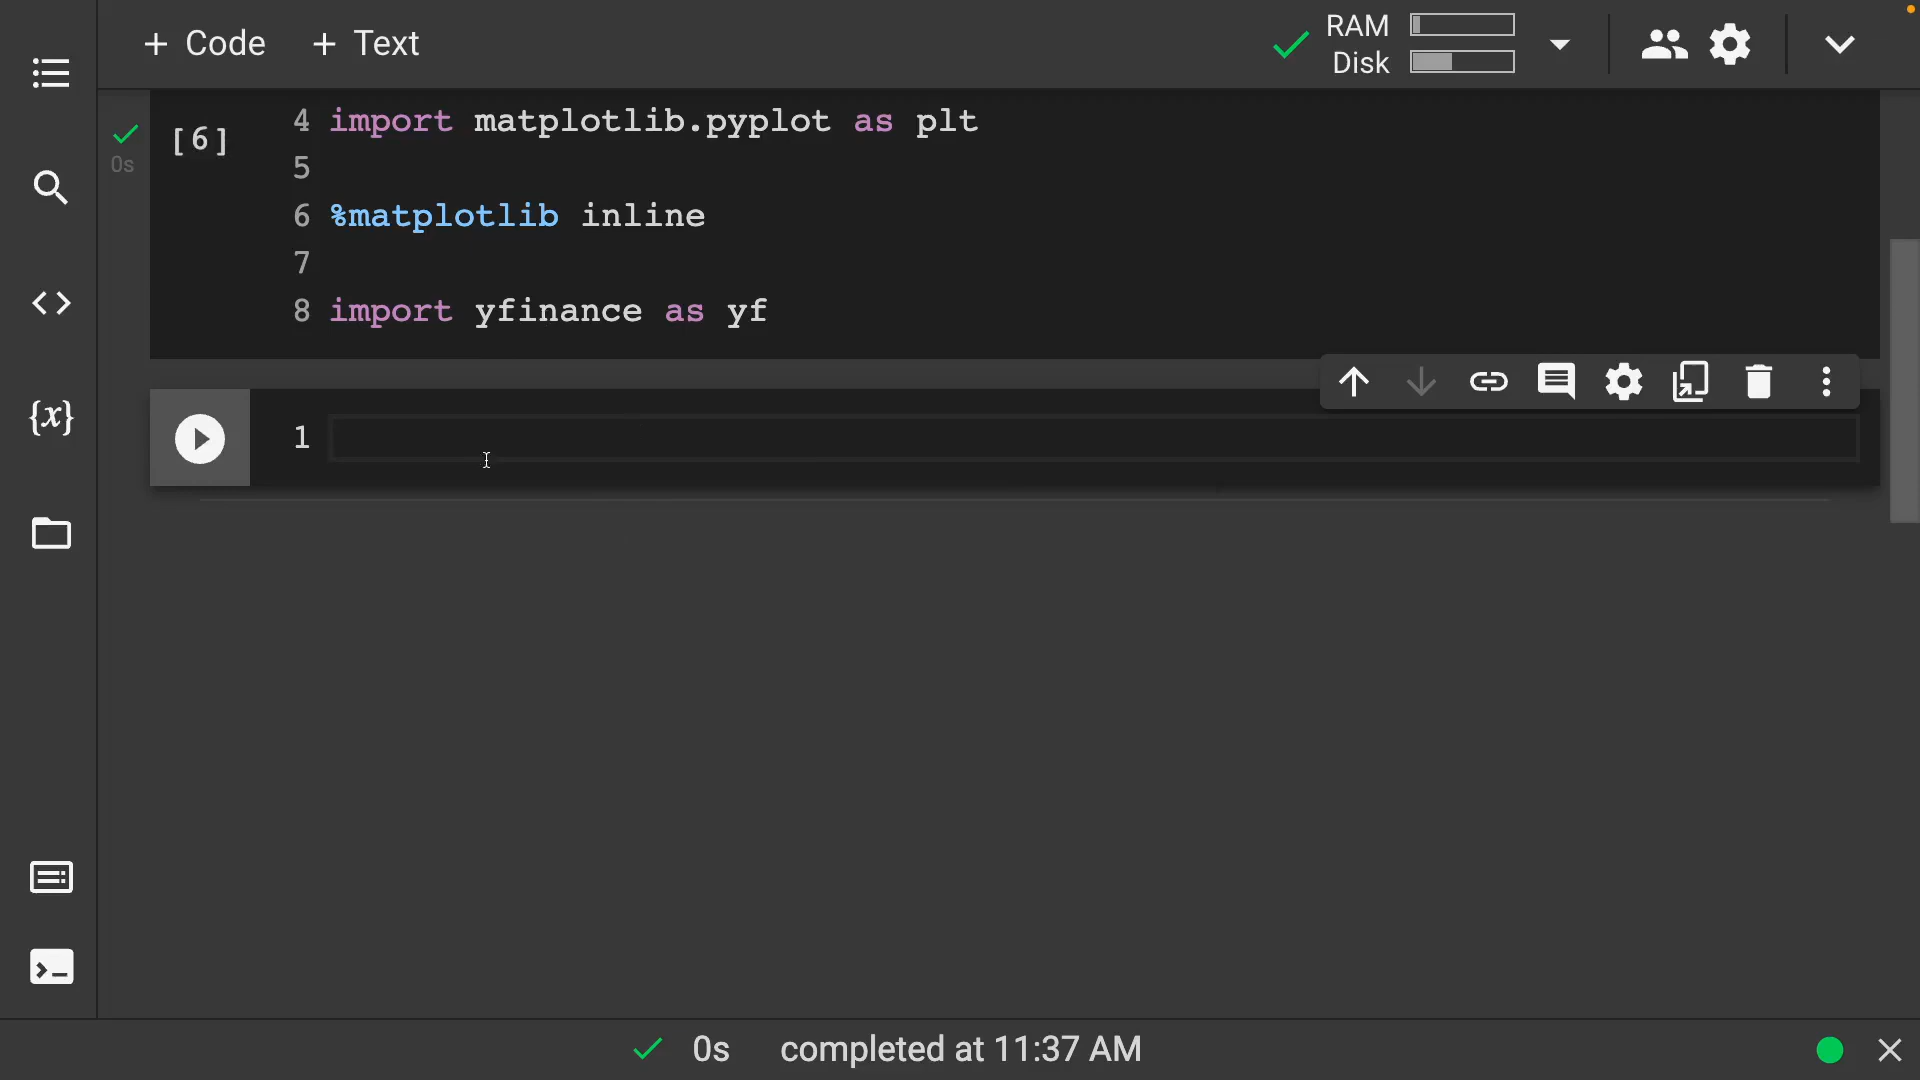 + Code + Text
RAM
Disk
[6]
0s
4 import matplotlib.pyplot as plt
5
6 %matplotlib inline
7
8 import yfinance as yf
{x}
1
0s completed at 11:37 AM